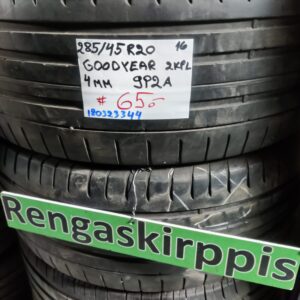 285/45R20 16
GOODYEAR 2KPL
4MM 9P2A
# 65,-
180323344
Rengaskirppis